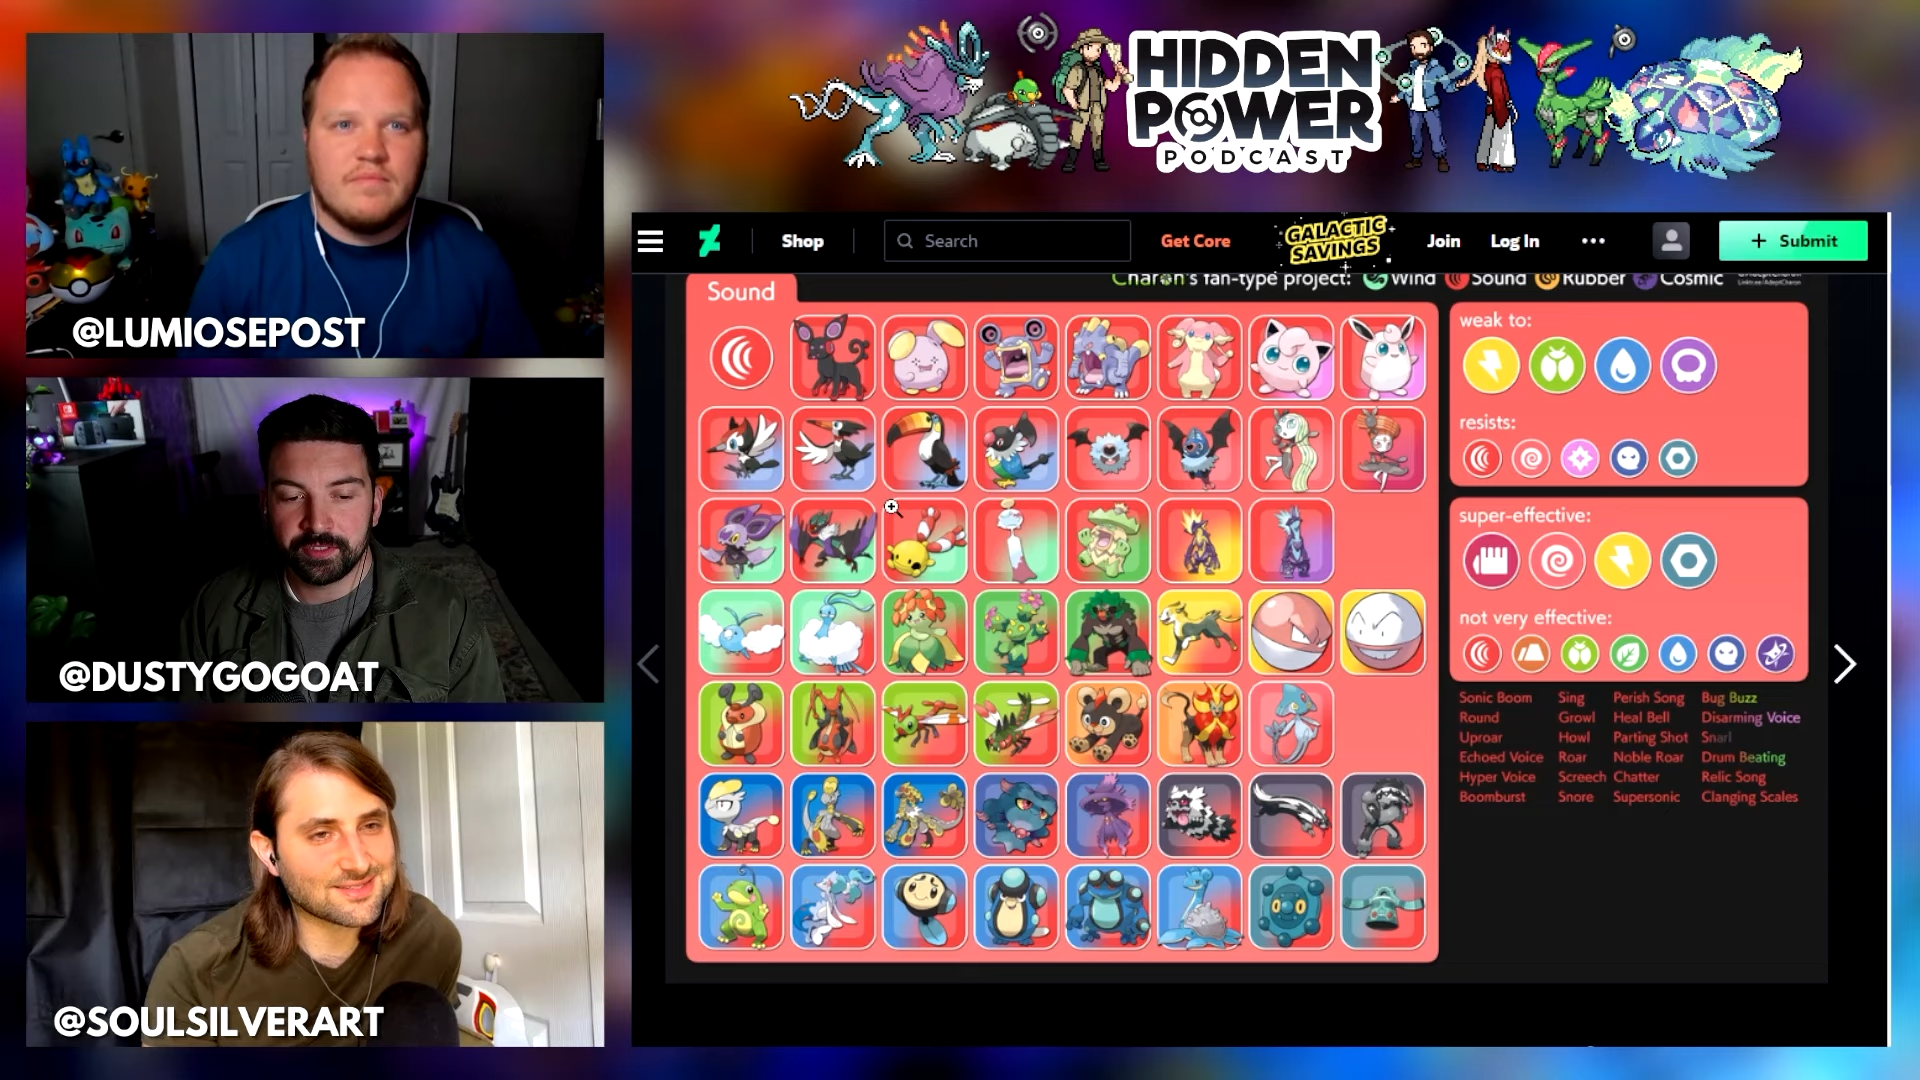 HIDDEN
POWER
PODCAST
@LUMIOSEPOST
@DUSTYGOGOAT
@SOULSILVERART
Shop
Search
Get Core
GALACTIC
SAVINGS
Join
Log In
+ Submit
Charon's fan-type project: Wind Sound Rubber Cosmic
Sound
weak to:
resists:
super-effective:
not very effective:
Sonic Boom Sing Perish Song Bug Buzz
Round Growl Heal Bell Disarming Voice
Uproar Howl Parting Shot Snarl
Echoed Voice Roar Noble Roar Drum Beating
Hyper Voice Screech Chatter Relic Song
Boomburst Snore Supersonic Clanging Scales